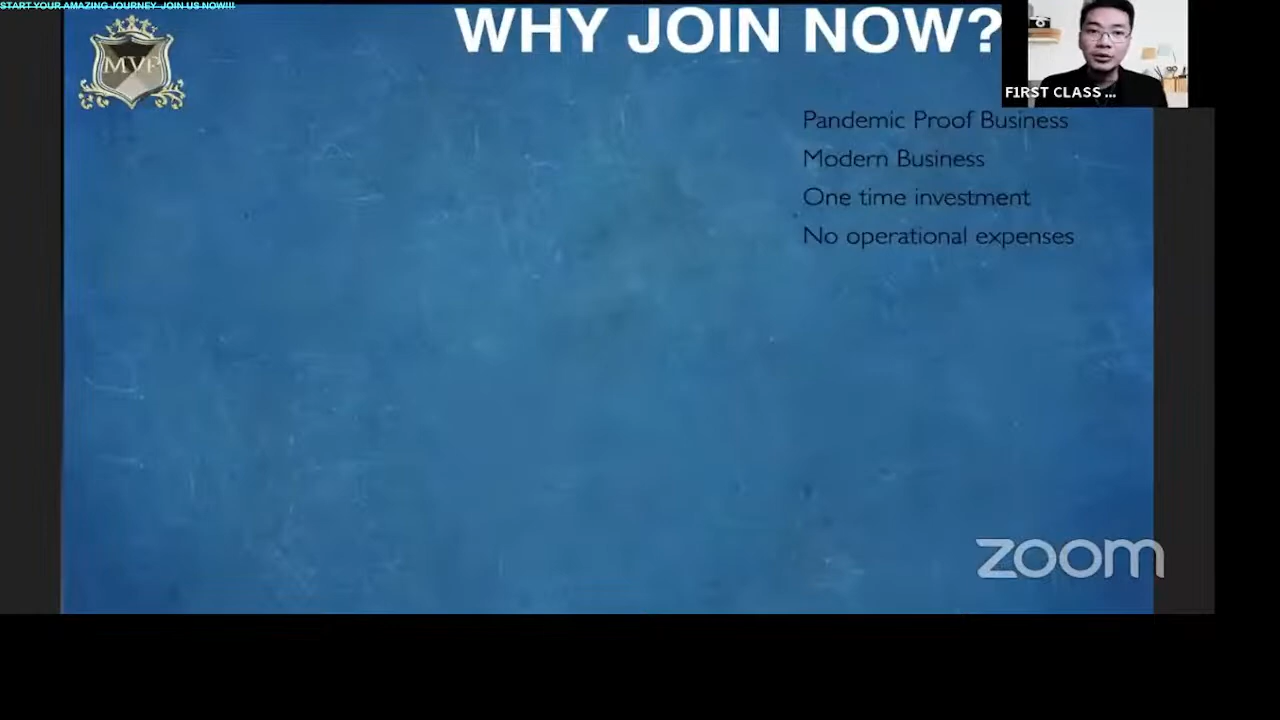 START YOUR AMAZING JOURNEY JOIN US NOW!!!
WHY JOIN NOW?
MVP
F1RST CLASS ...
Pandemic Proof Business
Modern Business
One time investment
No operational expenses
zoom